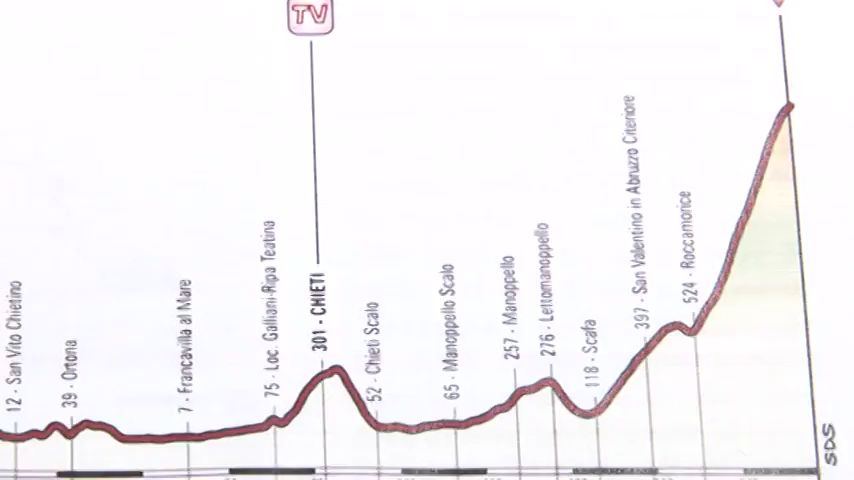 TV
12 - San Vito Chietino
39 - Ortona
7 - Francavilla al Mare
75 - Loc. Galliani-Ripa Teatina
301 - CHIETI
52 - Chieti Scalo
65 - Manoppello Scalo
257 - Manoppello
276 - Lettomanoppello
118 - Scafa
397 - San Valentino in Abruzzo Citeriore
524 - Roccamorice
SDS